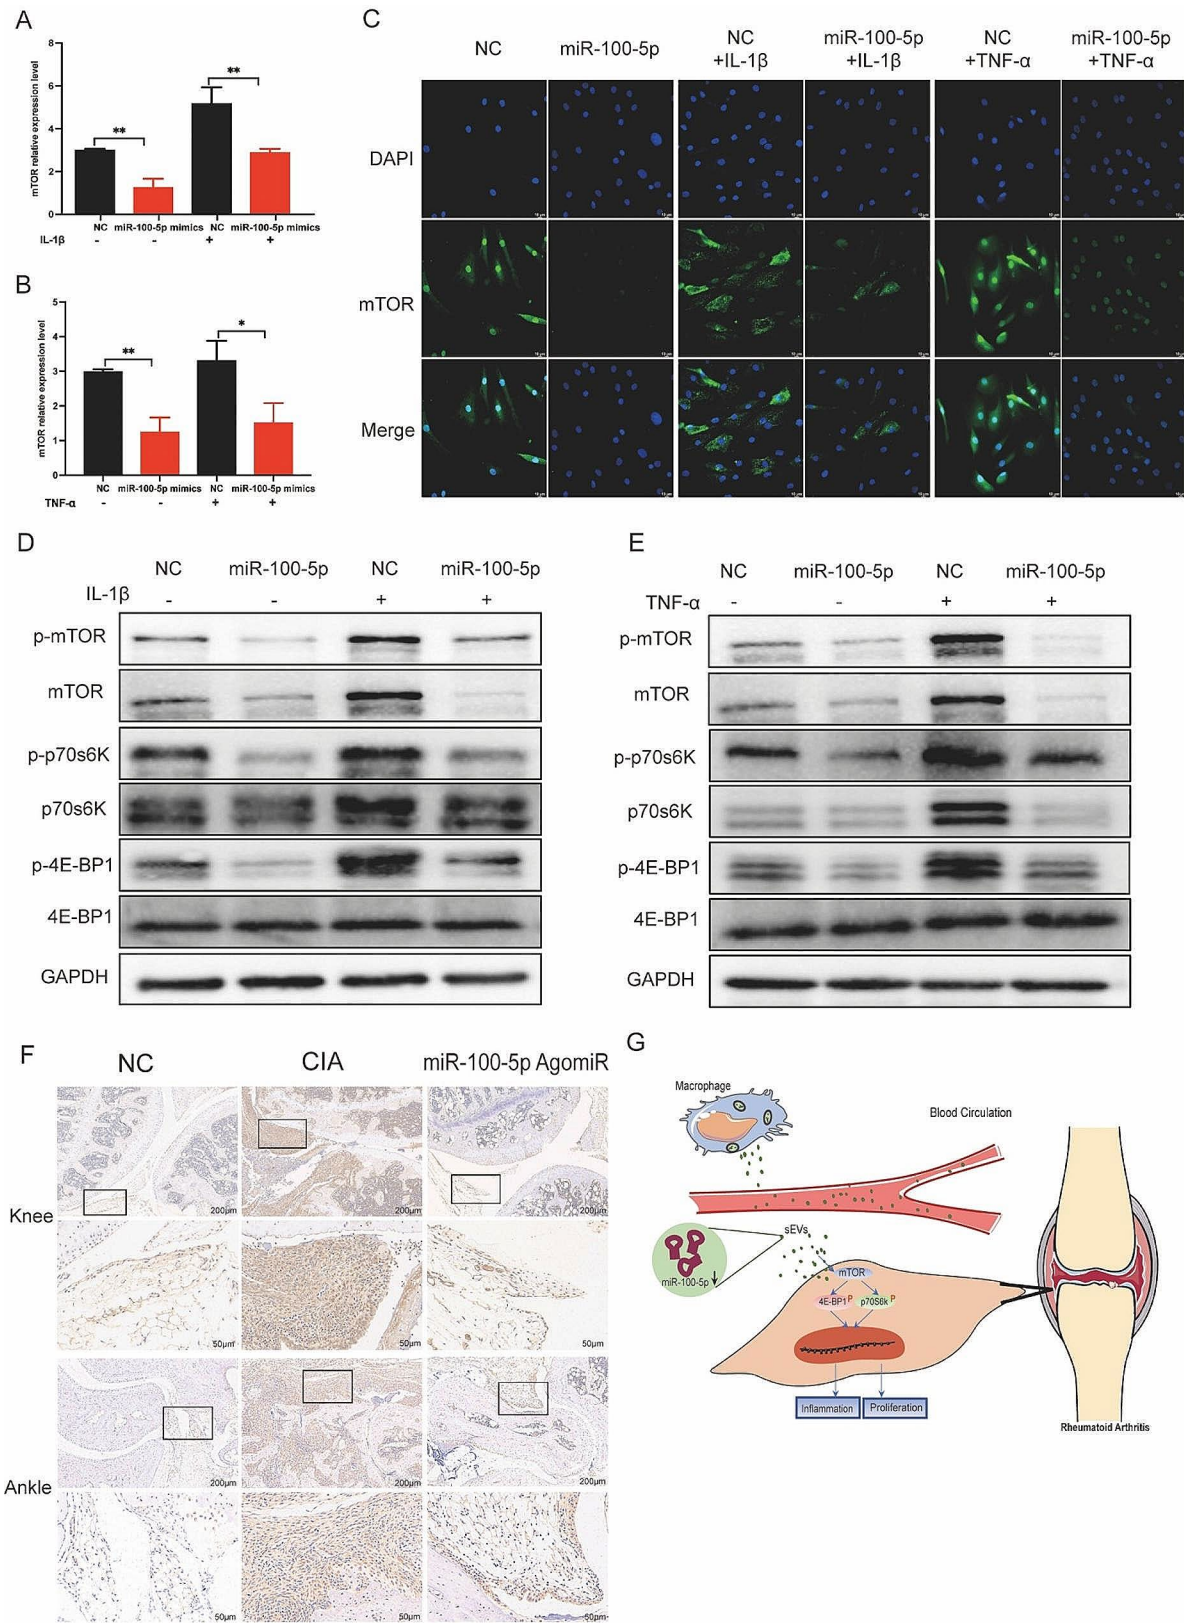 A
mTOR relative expression level
8
6
4
2
0
**
**
NC miR-100-5p mimics NC miR-100-5p mimics
IL-1β - - + +
B
mTOR relative expression level
5
4
3
2
1
0
**
*
NC miR-100-5p mimics NC miR-100-5p mimics
TNF-α - - + +
C
NC miR-100-5p NC +IL-1β miR-100-5p +IL-1β NC +TNF-α miR-100-5p +TNF-α
DAPI
mTOR
Merge
D
NC miR-100-5p NC miR-100-5p
IL-1β - - + +
p-mTOR
mTOR
p-p70s6K
p70s6K
p-4E-BP1
4E-BP1
GAPDH
E
NC miR-100-5p NC miR-100-5p
TNF-α - - + +
p-mTOR
mTOR
p-p70s6K
p70s6K
p-4E-BP1
4E-BP1
GAPDH
F
NC CIA miR-100-5p AgomiR
Knee
200μm 200μm 200μm
50μm 50μm 50μm
Ankle
200μm 200μm 200μm
50μm 50μm 50μm
G
Macrophage
Blood Circulation
sEVs
miR-100-5p
mTOR
4E-BP1 P p70S6k P
Inflammation Proliferation
Rheumatoid Arthritis